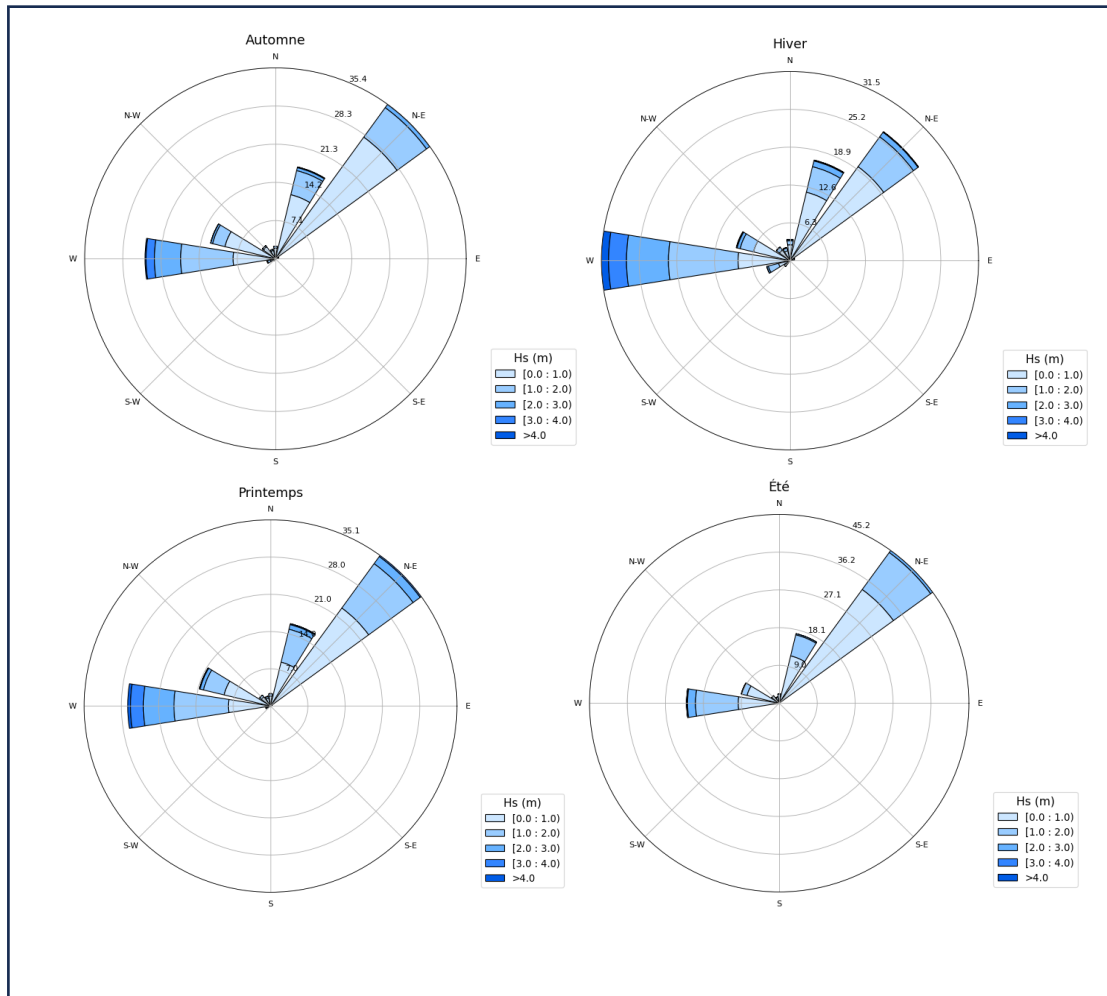 Automne
N
35.4
28.3
21.3
14.2
7.1
N-W
N-E
W
E
S-W
S-E
S
Hs (m)
[0.0 : 1.0)
[1.0 : 2.0)
[2.0 : 3.0)
[3.0 : 4.0)
>4.0
Hiver
N
31.5
25.2
18.9
12.6
6.3
N-W
N-E
W
E
S-W
S-E
S
Hs (m)
[0.0 : 1.0)
[1.0 : 2.0)
[2.0 : 3.0)
[3.0 : 4.0)
>4.0
Printemps
N
35.1
28.0
21.0
7.0
N-W
N-E
W
E
S-W
S-E
S
Hs (m)
[0.0 : 1.0)
[1.0 : 2.0)
[2.0 : 3.0)
[3.0 : 4.0)
>4.0
Été
N
45.2
36.2
27.1
18.1
9.0
N-W
N-E
W
E
S-W
S-E
S
Hs (m)
[0.0 : 1.0)
[1.0 : 2.0)
[2.0 : 3.0)
[3.0 : 4.0)
>4.0